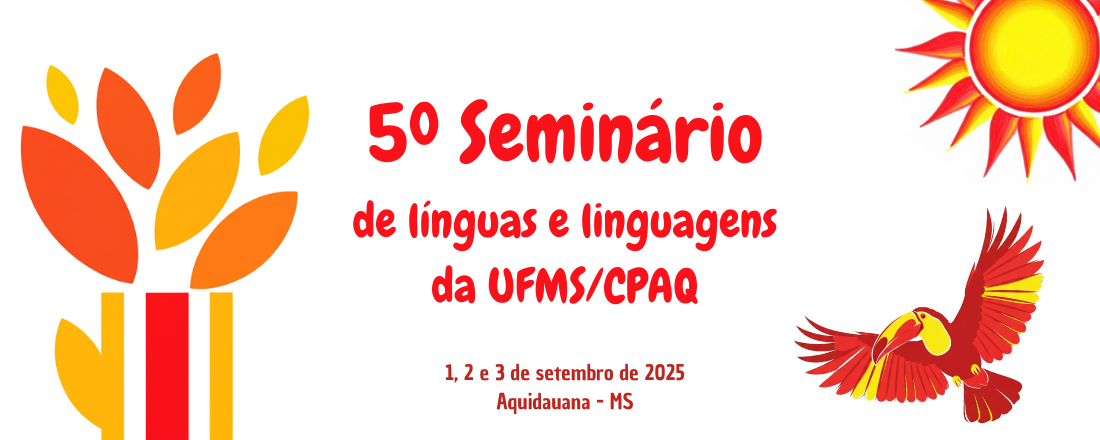 5º Seminário
de línguas e linguagens
da UFMS/CPAQ
1, 2 e 3 de setembro de 2025
Aquidauana - MS